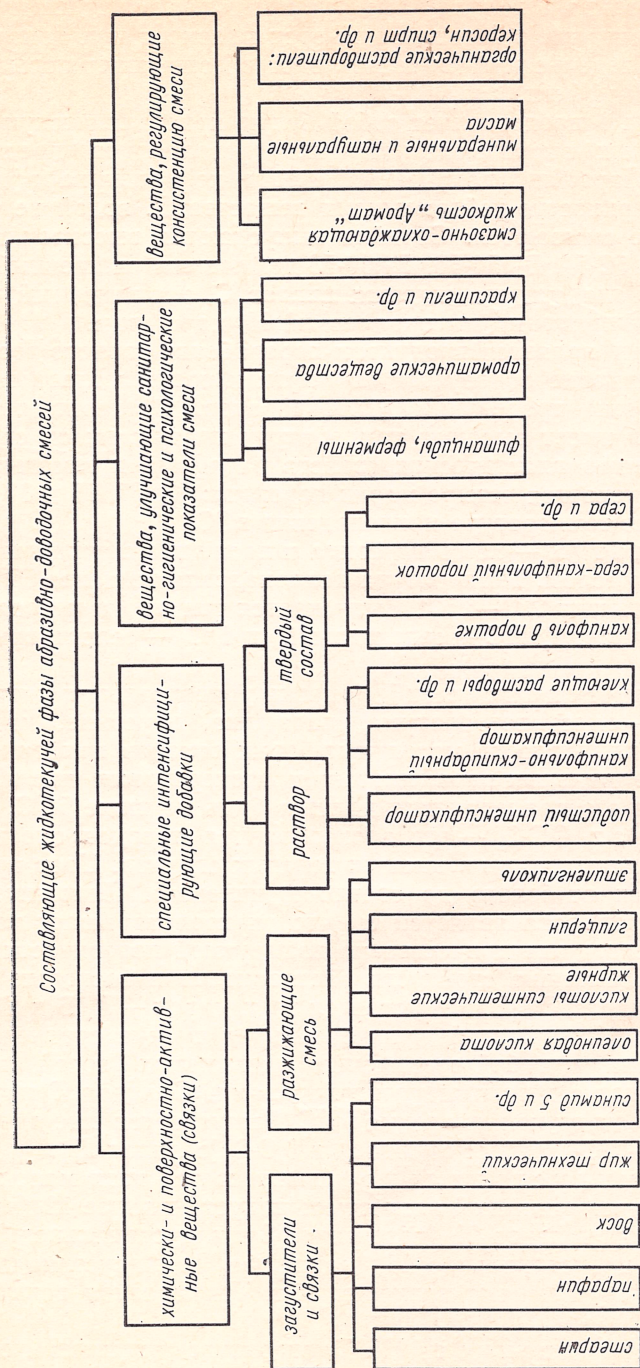 Составляющие жидкотекучей фазы абразивно-доводочных смесей
химически- и поверхностно-актив-
ные вещества (связки)
специальные интенсифици-
рующие добавки
вещества, улучшающие санитар-
но-гигиенические и психологические
показатели смеси
вещества, регулирующие
консистенцию смеси
загустители
и связки
разжижающие
смесь
раствор
твердый
состав
стеарин
парафин
воск
жир технический
синамид 5 и др.
олеиновая кислота
кислоты синтетические
жирные
глицерин
этиленгликоль
иодистый интенсификатор
канифольно-скипидарный
интенсификатор
клеющие растворы и др.
канифоль в порошке
сера-канифольный порошок
сера и др.
фитанциды, ферменты
ароматические вещества
красители и др.
смазочно-охлаждающая
жидкость „Аромат“
минеральные и натуральные
масла
органические растворители:
керосин, спирт и др.